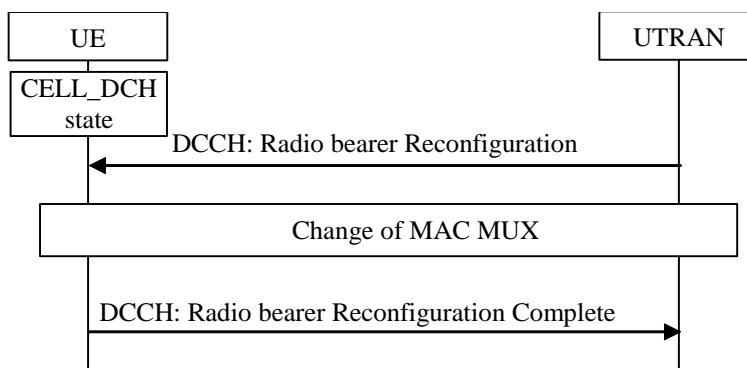 UE
UTRAN
CELL_DCH
state
DCCH: Radio bearer Reconfiguration
Change of MAC MUX
DCCH: Radio bearer Reconfiguration Complete